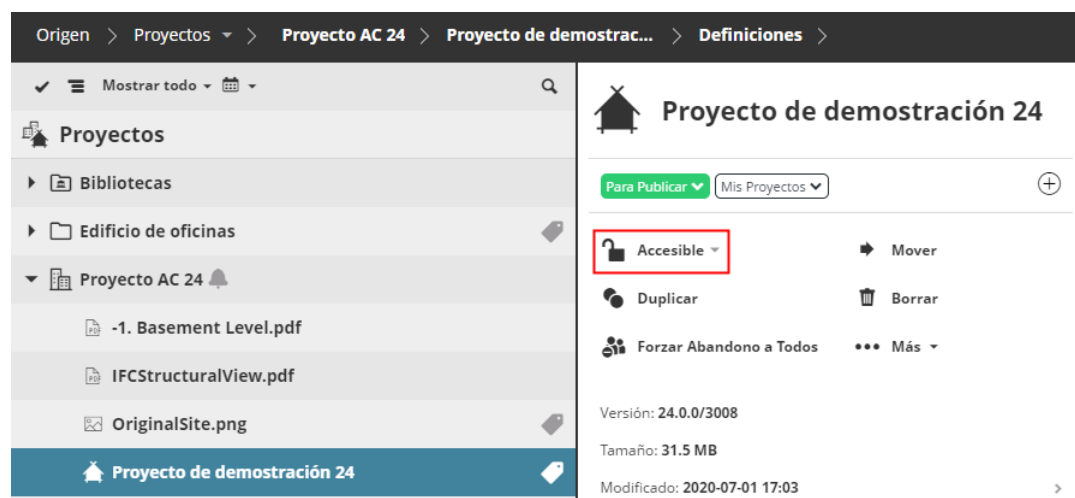 Origen > Proyectos > Proyecto AC 24 > Proyecto de demostrac... > Definiciones >
Mostrar todo
Proyectos
Bibliotecas
Edificio de oficinas
Proyecto AC 24
-1. Basement Level.pdf
IFCStructuralView.pdf
OriginalSite.png
Proyecto de demostración 24
Proyecto de demostración 24
Para Publicar Mis Proyectos
Accesible Mover
Duplicar Borrar
Forzar Abandono a Todos Más
Versión: 24.0.0/3008
Tamaño: 31.5 MB
Modificado: 2020-07-01 17:03